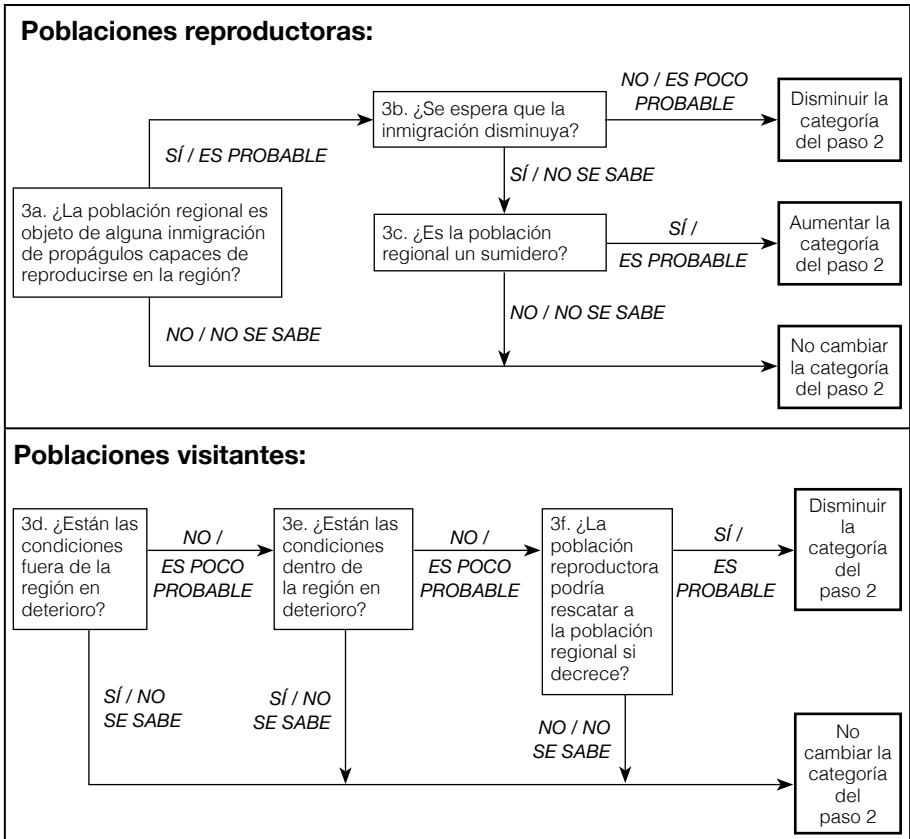 Poblaciones reproductoras:
NO / ES POCO
PROBABLE
Disminuir la
categoría
del paso 2
3b. ¿Se espera que la
inmigración disminuya?
SÍ / ES PROBABLE
SÍ / NO SE SABE
3a. ¿La población regional es
objeto de alguna inmigración
de propágulos capaces de
reproducirse en la región?
3c. ¿Es la población
regional un sumidero?
SÍ /
ES PROBABLE
Aumentar la
categoría
del paso 2
NO / NO SE SABE
NO / NO SE SABE
No cambiar
la categoría
del paso 2
Poblaciones visitantes:
3d. ¿Están las
condiciones
fuera de la
región en
deterioro?
NO /
ES POCO
PROBABLE
3e. ¿Están las
condiciones
dentro de
la región en
deterioro?
NO /
ES POCO
PROBABLE
3f. ¿La
población
reproductora
podría
rescatar a
la población
regional si
decrece?
SÍ /
ES
PROBABLE
Disminuir
la
categoría
del
paso 2
SÍ / NO
SE SABE
SÍ / NO
SE SABE
NO / NO
SE SABE
No
cambiar la
categoría
del
paso 2